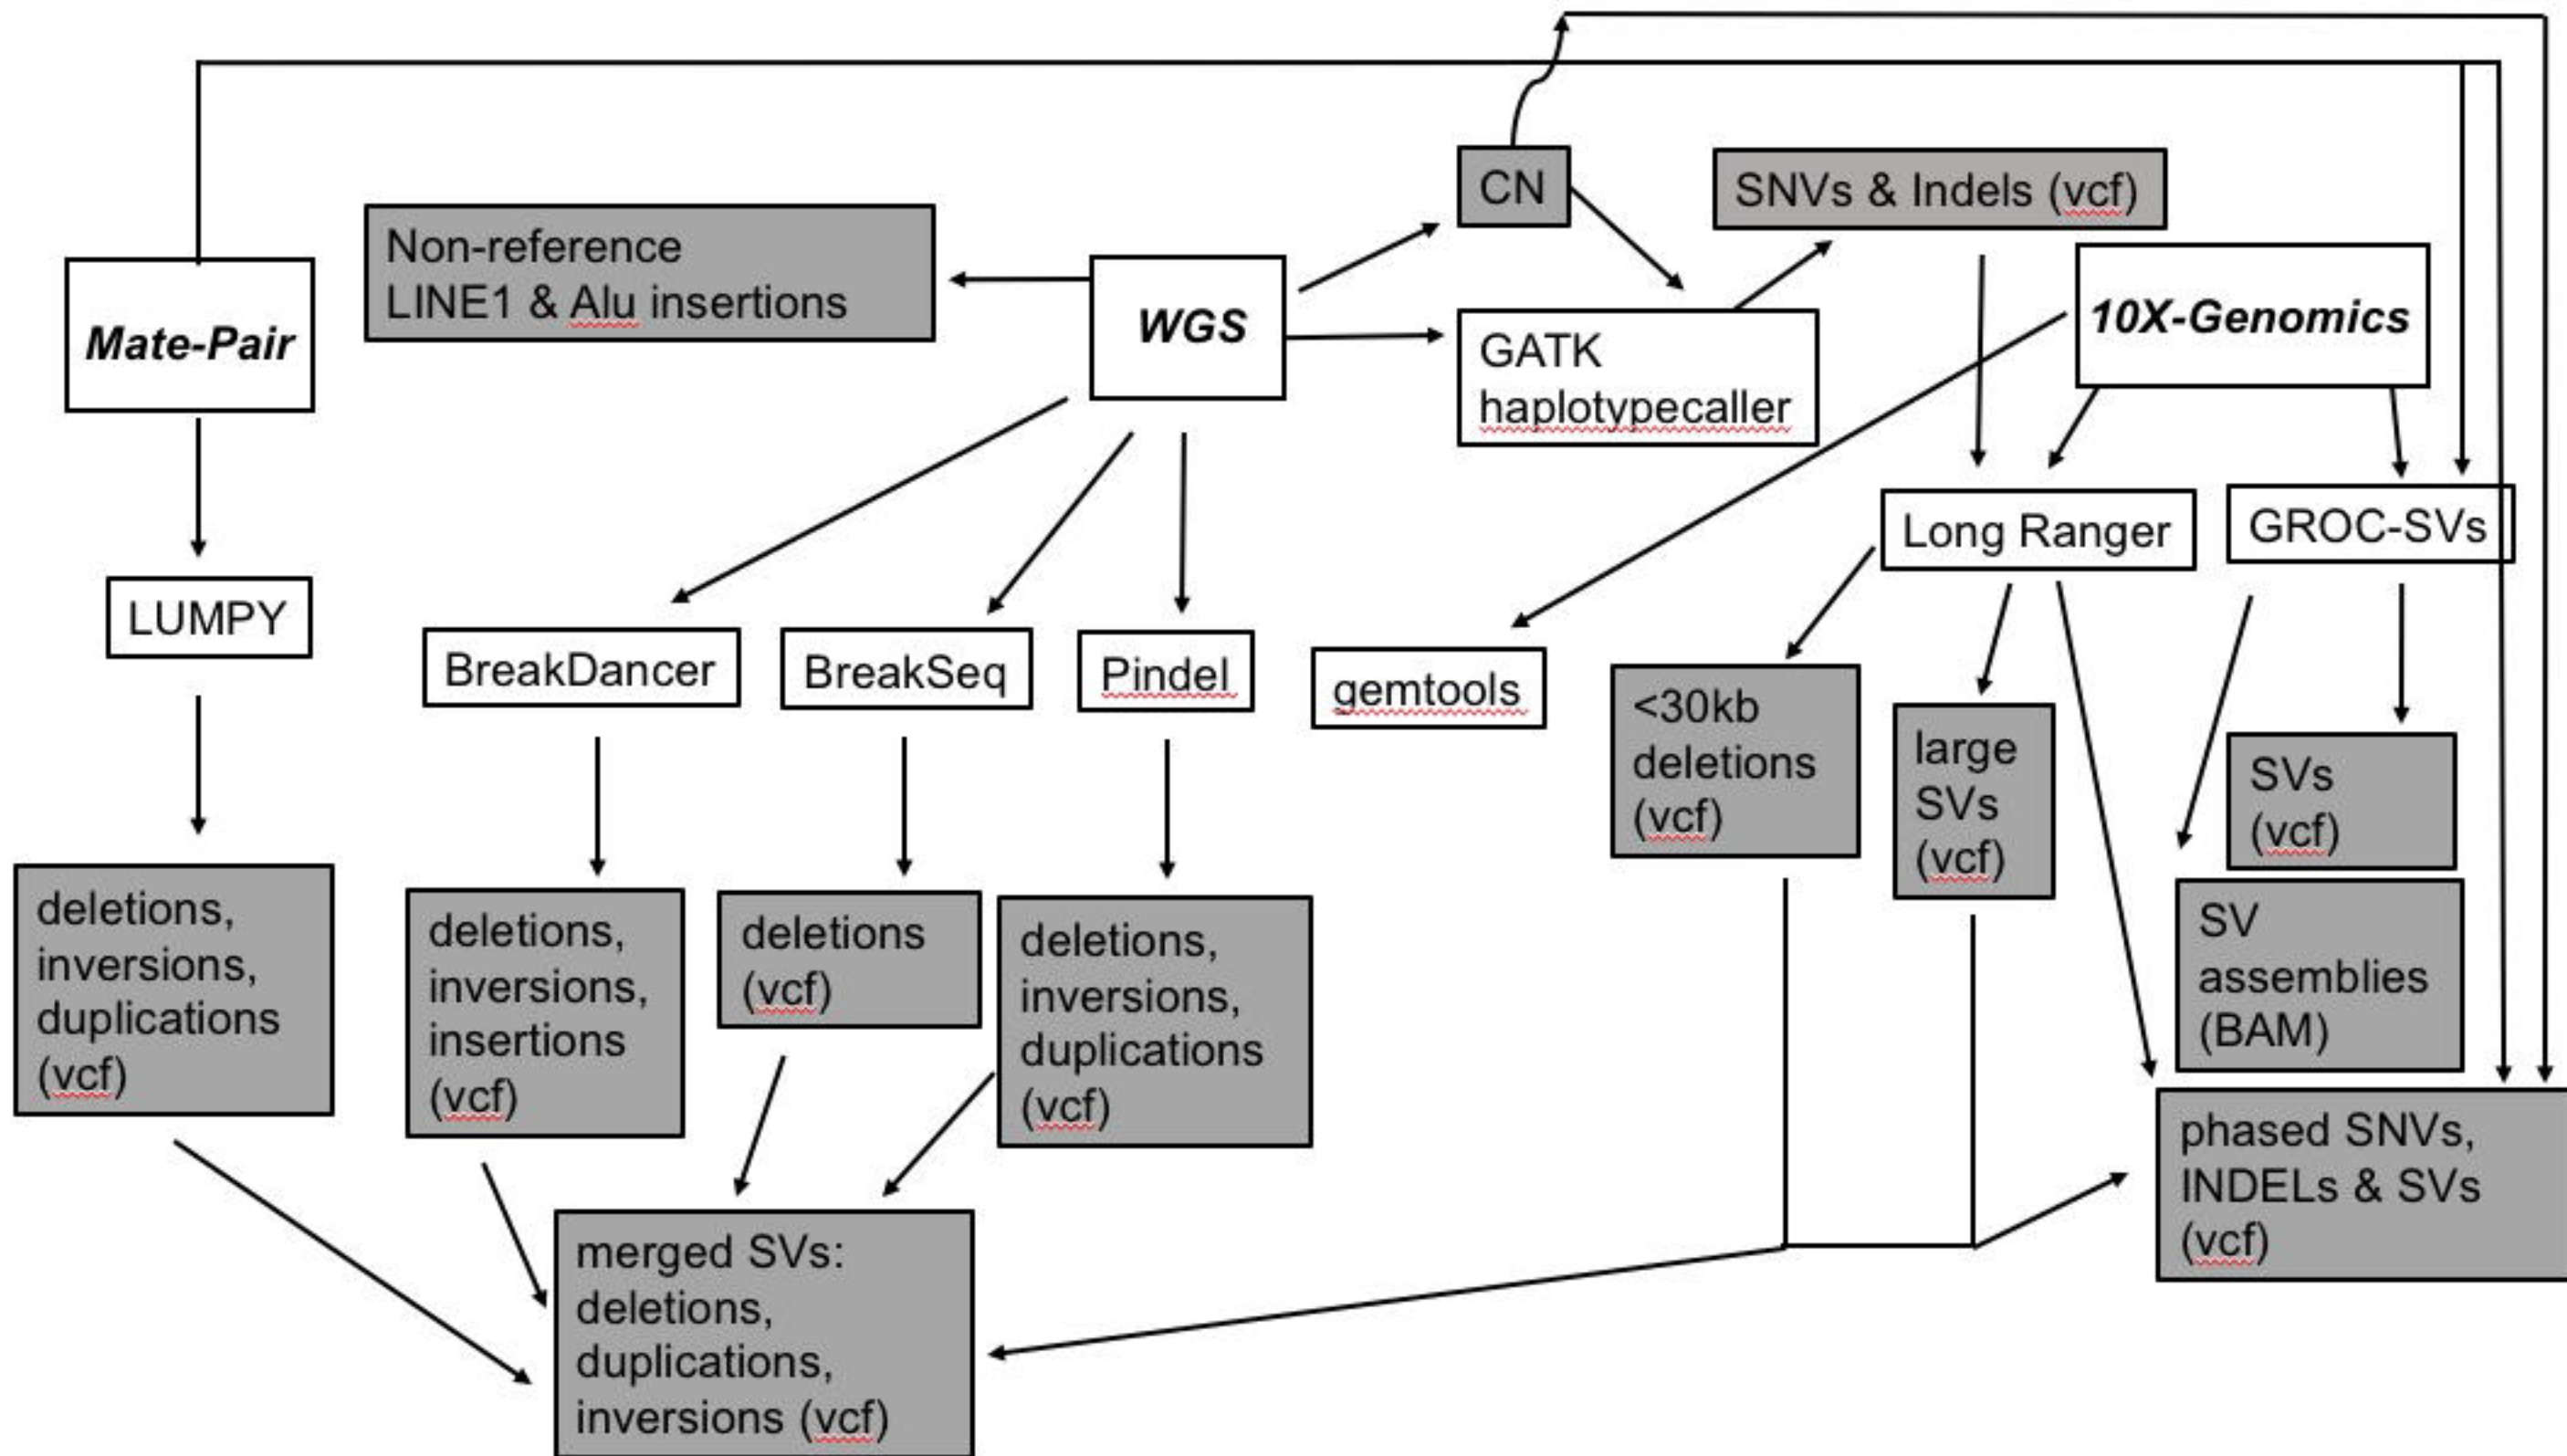 CN
SNVs & Indels (vcf)
Non-reference
LINE1 & Alu insertions
Mate-Pair
WGS
10X-Genomics
GATK
haplotypecaller
Long Ranger
GROC-SVs
LUMPY
BreakDancer
BreakSeq
Pindel
gemtools
<30kb
deletions
(vcf)
large
SVs
(vcf)
SVs
(vcf)
deletions,
inversions,
duplications
(vcf)
deletions,
inversions,
insertions
(vcf)
deletions
(vcf)
deletions,
inversions,
duplications
(vcf)
SV
assemblies
(BAM)
phased SNVs,
INDELs & SVs
(vcf)
merged SVs:
deletions,
duplications,
inversions (vcf)